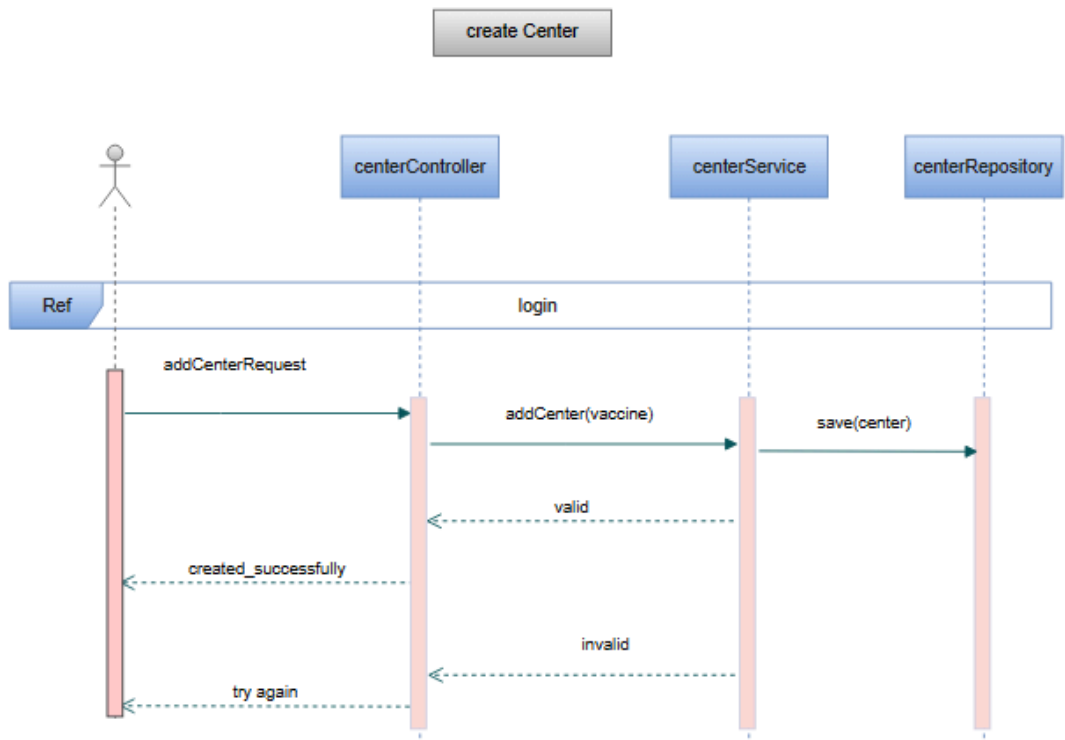 create Center
centerController
centerService
centerRepository
Ref
login
addCenterRequest
addCenter(vaccine)
save(center)
valid
created_successfully
invalid
try again